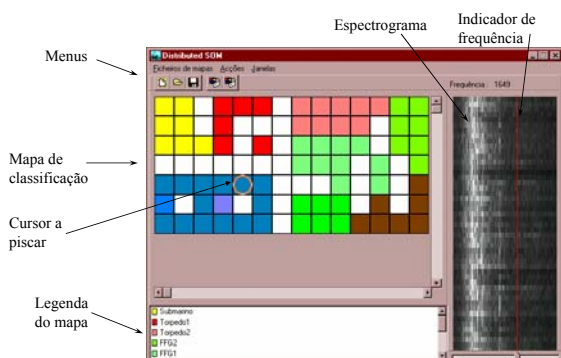 Espectrograma
Indicador de
frequência
Menus
Distributed SOM
Ficheiros de mapas Acções Janelas
Frequência : 1649
Mapa de
classificação
Cursor a
piscar
Legenda
do mapa
Submarino
Torpedo1
Torpedo2
FFG2
FFG1